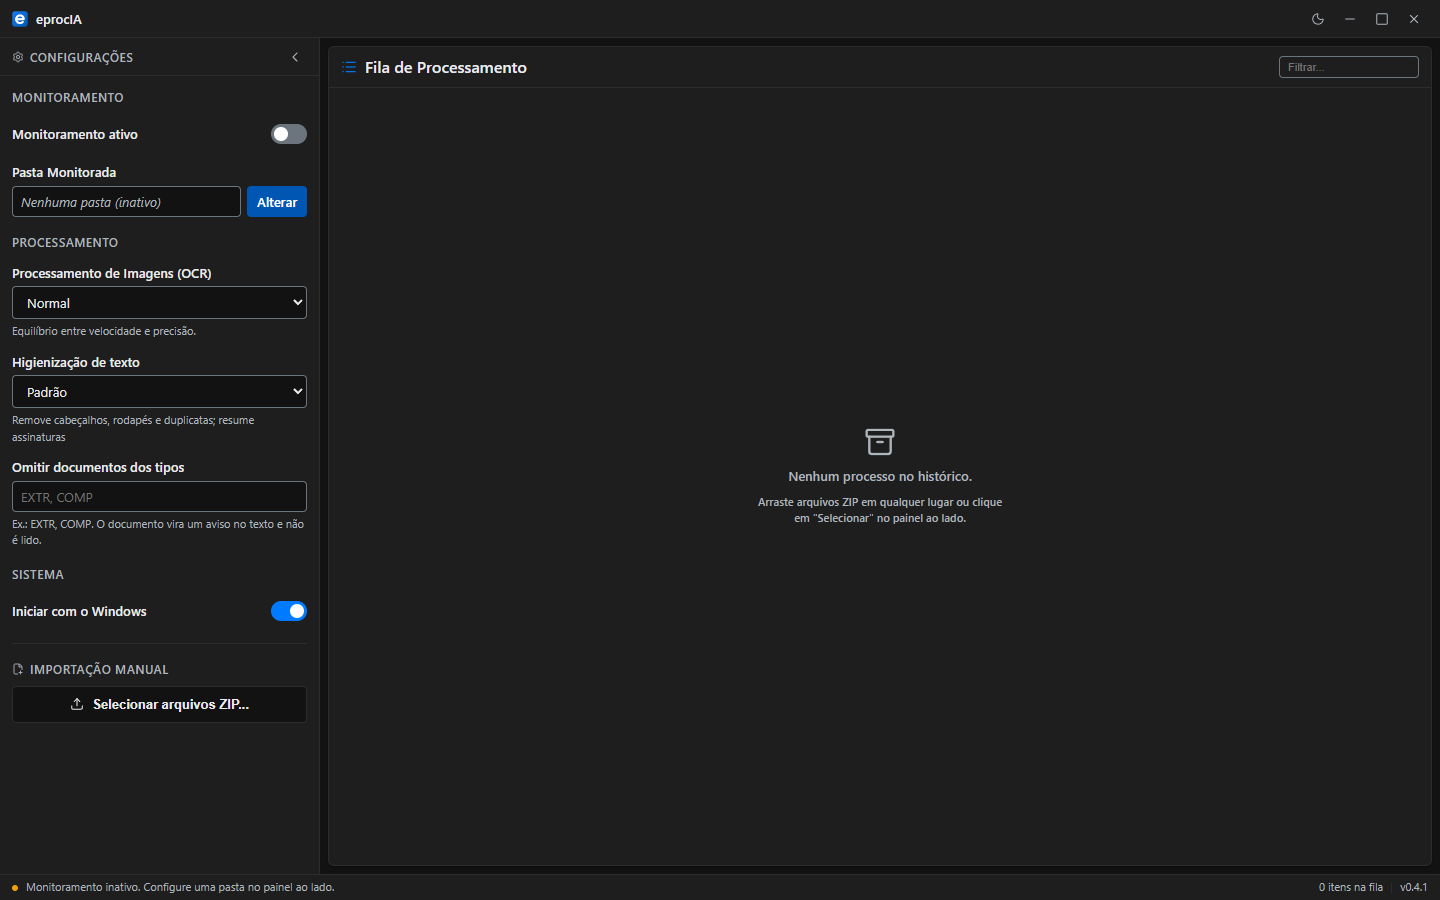 eprocIA
CONFIGURAÇÕES
MONITORAMENTO
Monitoramento ativo
Pasta Monitorada
Nenhuma pasta (inativo)
Alterar
PROCESSAMENTO
Processamento de Imagens (OCR)
Normal
Equilíbrio entre velocidade e precisão.
Higienização de texto
Padrão
Remove cabeçalhos, rodapés e duplicatas; resume
assinaturas
Omitir documentos dos tipos
EXTR, COMP
Ex.: EXTR, COMP. O documento vira um aviso no texto e não
é lido.
SISTEMA
Iniciar com o Windows
IMPORTAÇÃO MANUAL
Selecionar arquivos ZIP...
Fila de Processamento
Filtrar...
Nenhum processo no histórico.
Arraste arquivos ZIP em qualquer lugar ou clique
em "Selecionar" no painel ao lado.
Monitoramento inativo. Configure uma pasta no painel ao lado.
0 itens na fila
v0.4.1